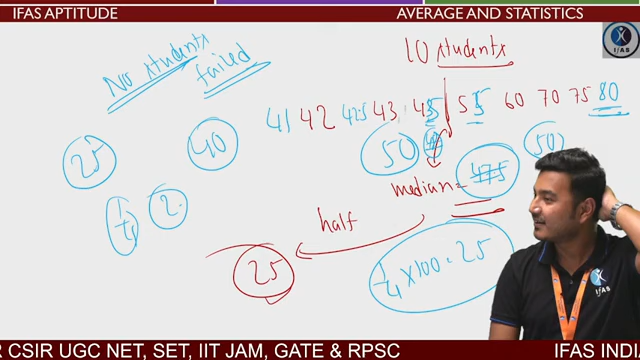 IFAS APTITUDE
AVERAGE AND STATISTICS
IFAS
No students
failed
10 students
41 42 42.5 43 45 55 60 70 75 80
25
40
50
50
median = 47.5
half
25
1/4 × 100 = 25
IFAS
R CSIR UGC NET, SET, IIT JAM, GATE & RPSC
IFAS INDI